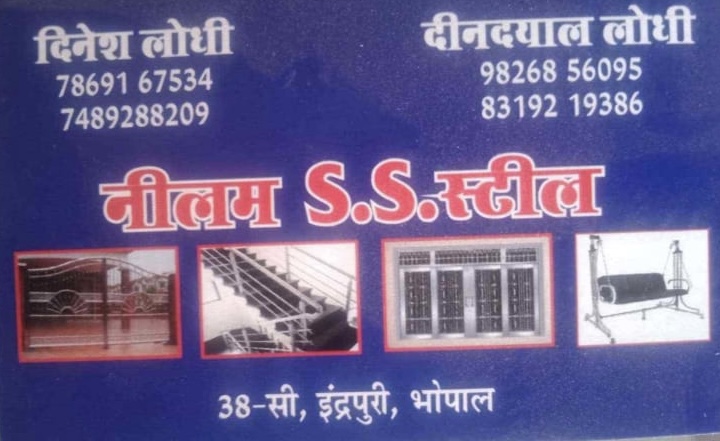 दिनेश लोधी
78691 67534
7489288209
दीनदयाल लोधी
98268 56095
83192 19386
नीलम S.S.स्टील
38-सी, इंद्रपुरी, भोपाल